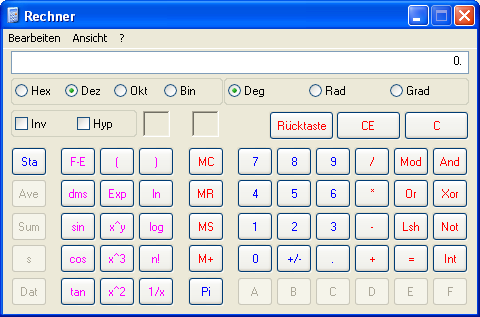 Rechner
Bearbeiten Ansicht ?
0.
Hex Dez Okt Bin Deg Rad Grad
Inv Hyp Rücktaste CE C
Sta F-E ( ) MC 7 8 9 / Mod And
Ave dms Exp ln MR 4 5 6 * Or Xor
Sum sin x^y log MS 1 2 3 - Lsh Not
s cos x^3 n! M+ 0 +/- . + = Int
Dat tan x^2 1/x Pi A B C D E F